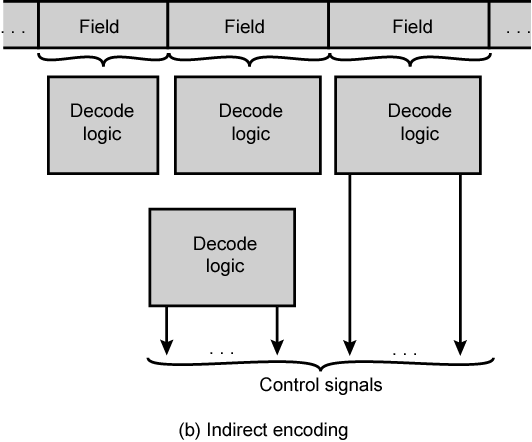 . . . Field Field Field . . .
Decode Decode Decode
logic logic logic
Decode
logic
. . . . . .
Control signals
(b) Indirect encoding